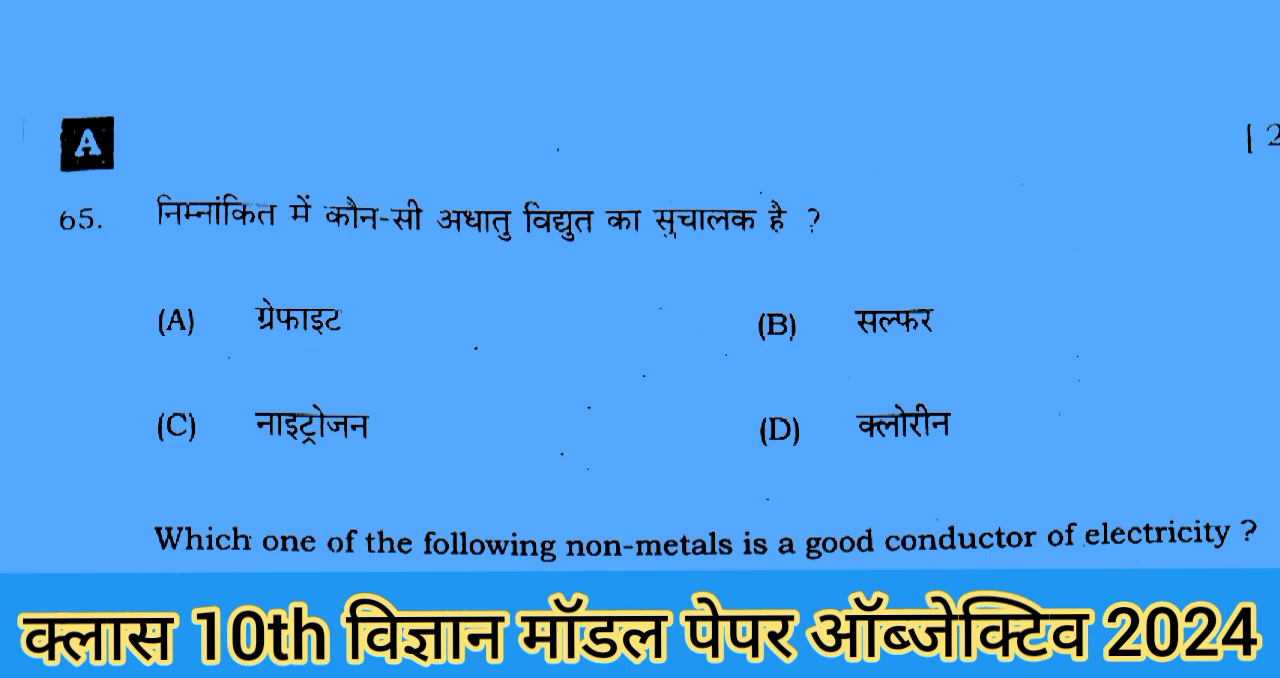 A
[ 2
65. निम्नांकित में कौन-सी अधातु विद्युत का सुचालक है ?
(A) ग्रेफाइट (B) सल्फर
(C) नाइट्रोजन (D) क्लोरीन
Which one of the following non-metals is a good conductor of electricity ?
क्लास 10th विज्ञान मॉडल पेपर ऑब्जेक्टिव 2024